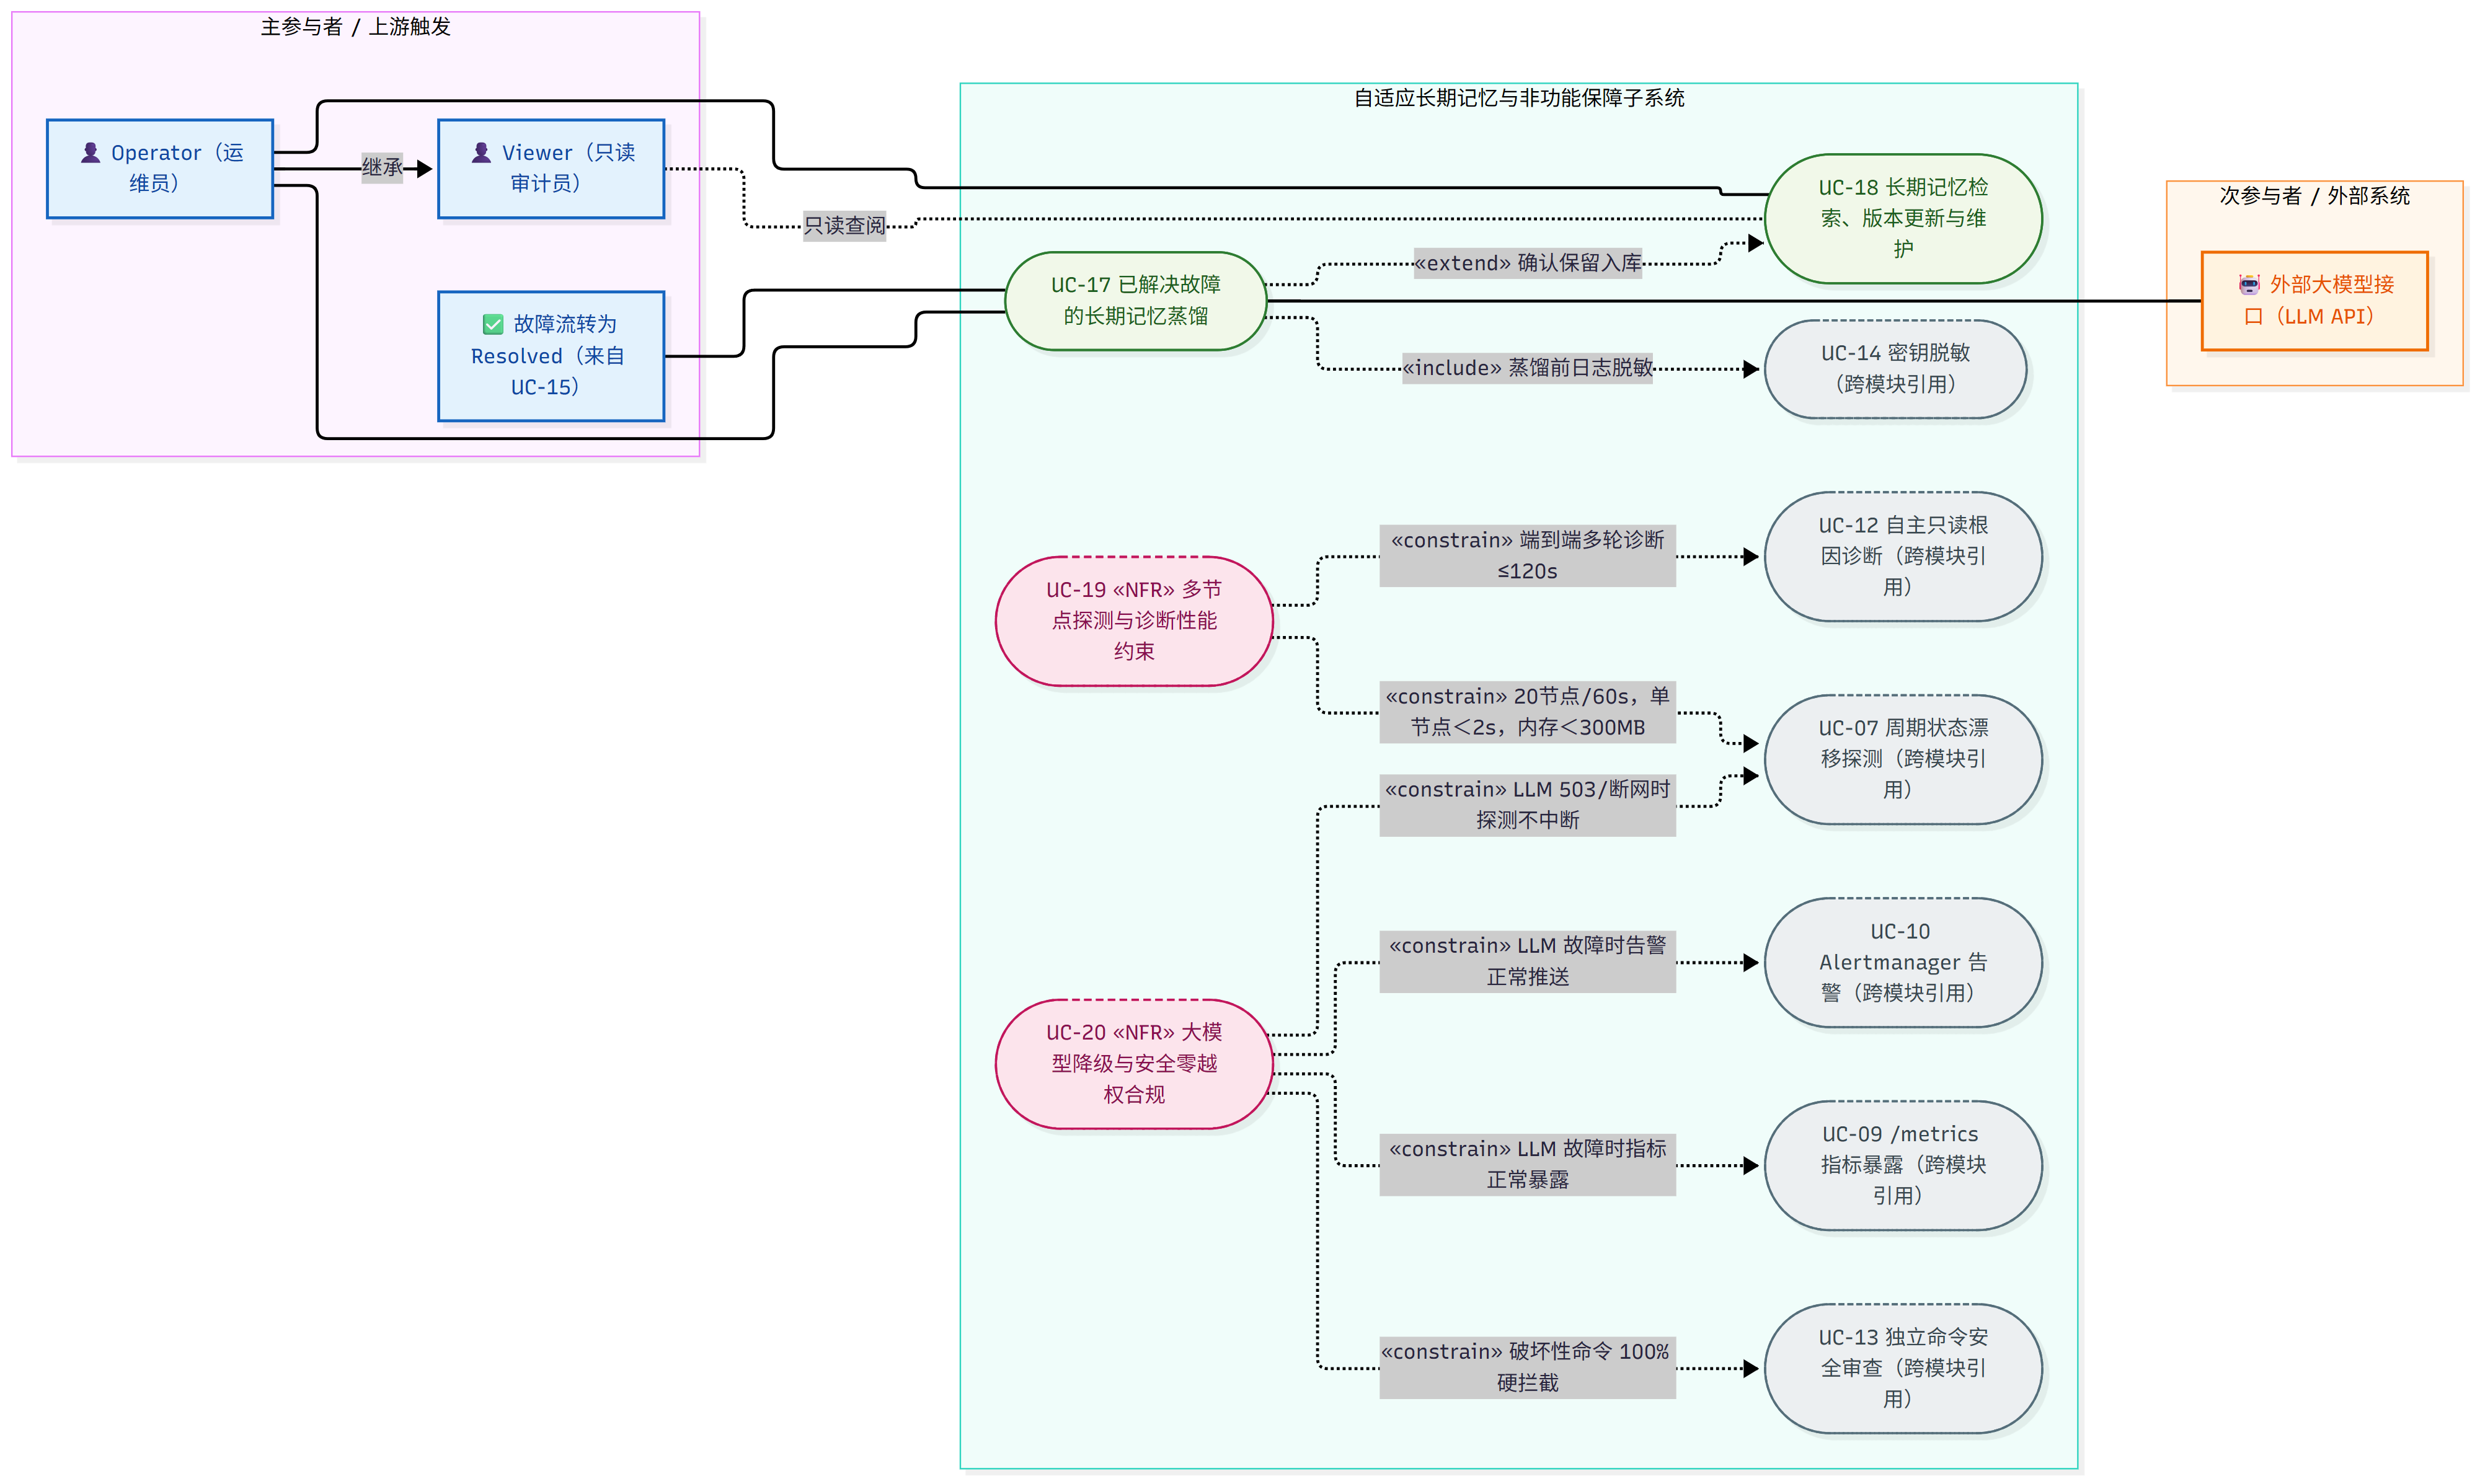 主参与者 / 上游触发
Operator（运
维员）
继承
Viewer（只读
审计员）
只读查阅
故障流转为
Resolved（来自
UC-15）
自适应长期记忆与非功能保障子系统
UC-17 已解决故障
的长期记忆蒸馏
«extend» 确认保留入库
«include» 蒸馏前日志脱敏
UC-18 长期记忆检
索、版本更新与维
护
UC-14 密钥脱敏
（跨模块引用）
次参与者 / 外部系统
外部大模型接
口（LLM API）
UC-19 «NFR» 多节
点探测与诊断性能
约束
«constrain» 端到端多轮诊断
≤120s
UC-12 自主只读根
因诊断（跨模块引
用）
«constrain» 20节点/60s，单
节点＜2s，内存＜300MB
UC-07 周期状态漂
移探测（跨模块引
用）
«constrain» LLM 503/断网时
探测不中断
UC-20 «NFR» 大模
型降级与安全零越
权合规
«constrain» LLM 故障时告警
正常推送
UC-10
Alertmanager 告
警（跨模块引用）
«constrain» LLM 故障时指标
正常暴露
UC-09 /metrics
指标暴露（跨模块
引用）
«constrain» 破坏性命令 100%
硬拦截
UC-13 独立命令安
全审查（跨模块引
用）